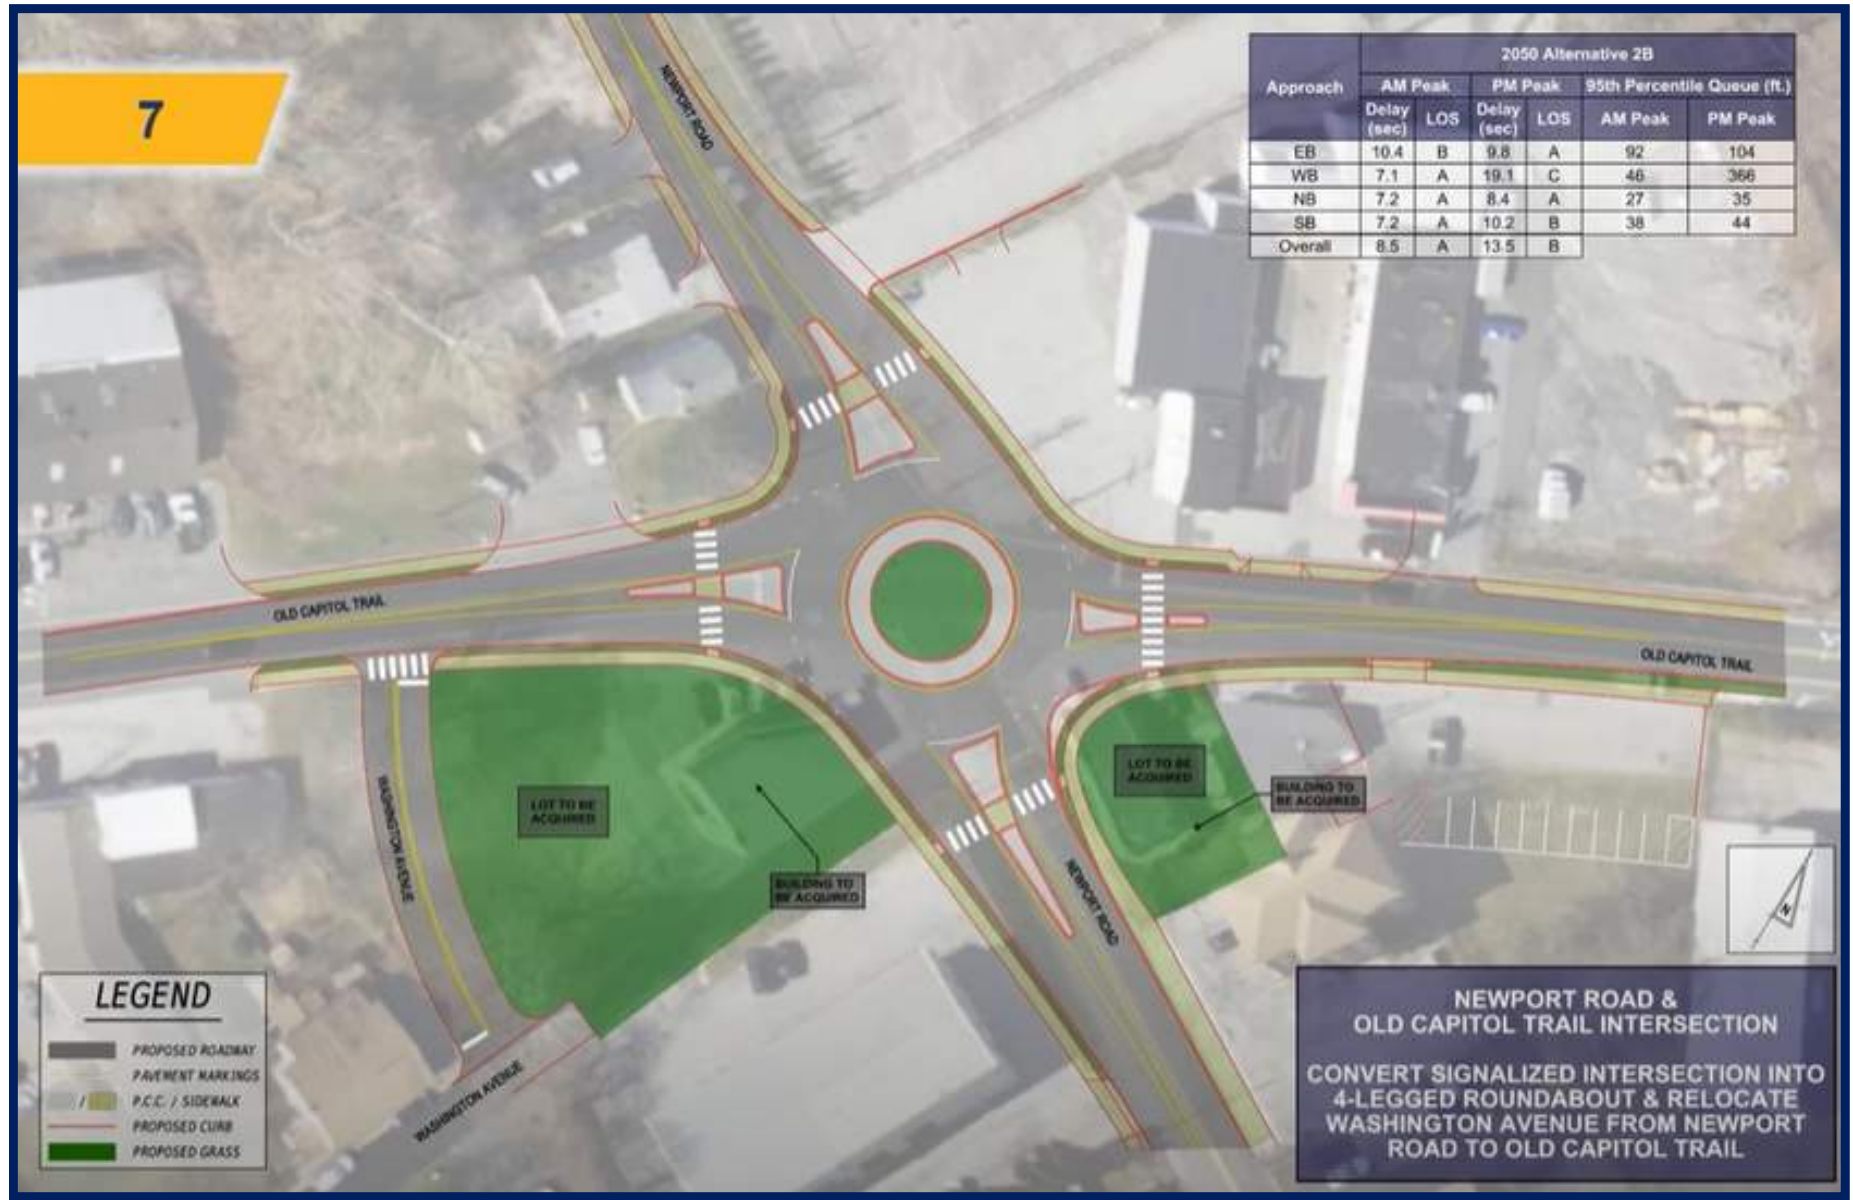 7
2050 Alternative 2B
Approach AM Peak PM Peak 95th Percentile Queue (ft.)
Delay (sec) LOS Delay (sec) LOS AM Peak PM Peak
EB 10.4 B 9.8 A 92 104
WB 7.1 A 19.1 C 46 366
NB 7.2 A 8.4 A 27 35
SB 7.2 A 10.2 B 38 44
Overall 8.5 A 13.5 B
NEWPORT ROAD
OLD CAPITOL TRAIL
OLD CAPITOL TRAIL
WASHINGTON AVENUE
LOT TO BE
ACQUIRED
BUILDING TO
BE ACQUIRED
LOT TO BE
ACQUIRED
BUILDING TO
BE ACQUIRED
NEWPORT ROAD
WASHINGTON AVENUE
N
LEGEND
PROPOSED ROADWAY
PAVEMENT MARKINGS
/ P.C.C. / SIDEWALK
PROPOSED CURB
PROPOSED GRASS
NEWPORT ROAD &
OLD CAPITOL TRAIL INTERSECTION
CONVERT SIGNALIZED INTERSECTION INTO
4-LEGGED ROUNDABOUT & RELOCATE
WASHINGTON AVENUE FROM NEWPORT
ROAD TO OLD CAPITOL TRAIL